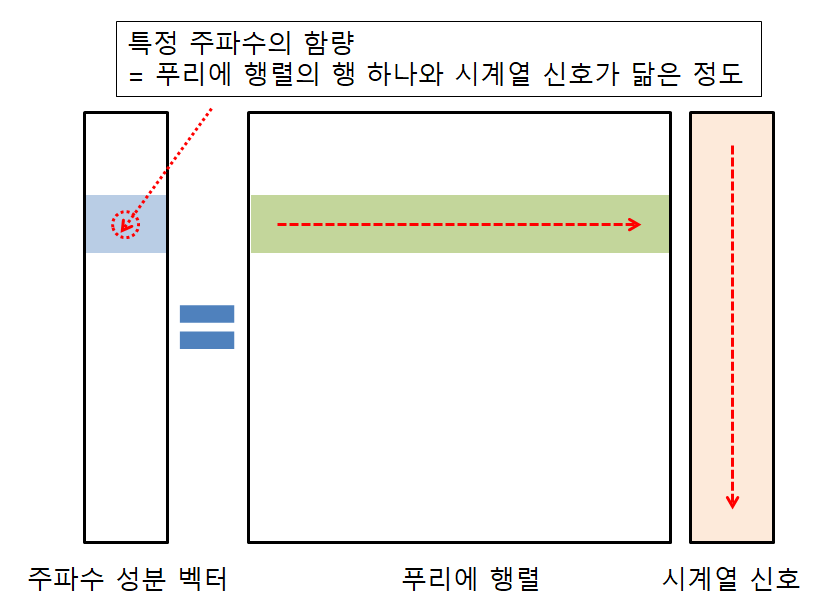 특정 주파수의 함량
= 푸리에 행렬의 행 하나와 시계열 신호가 닮은 정도
주파수 성분 벡터
푸리에 행렬
시계열 신호